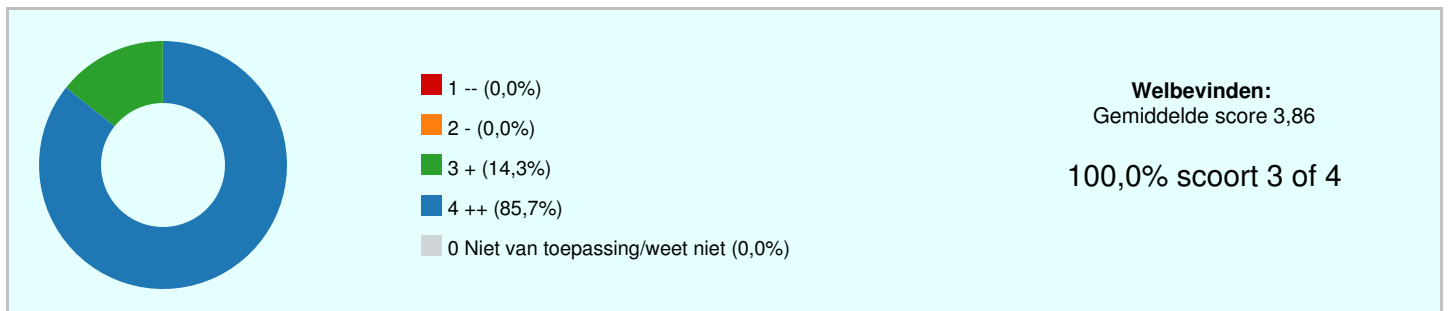 1 -- (0,0%)
2 - (0,0%)
3 + (14,3%)
4 ++ (85,7%)
0 Niet van toepassing/weet niet (0,0%)
Welbevinden:
Gemiddelde score 3,86
100,0% scoort 3 of 4